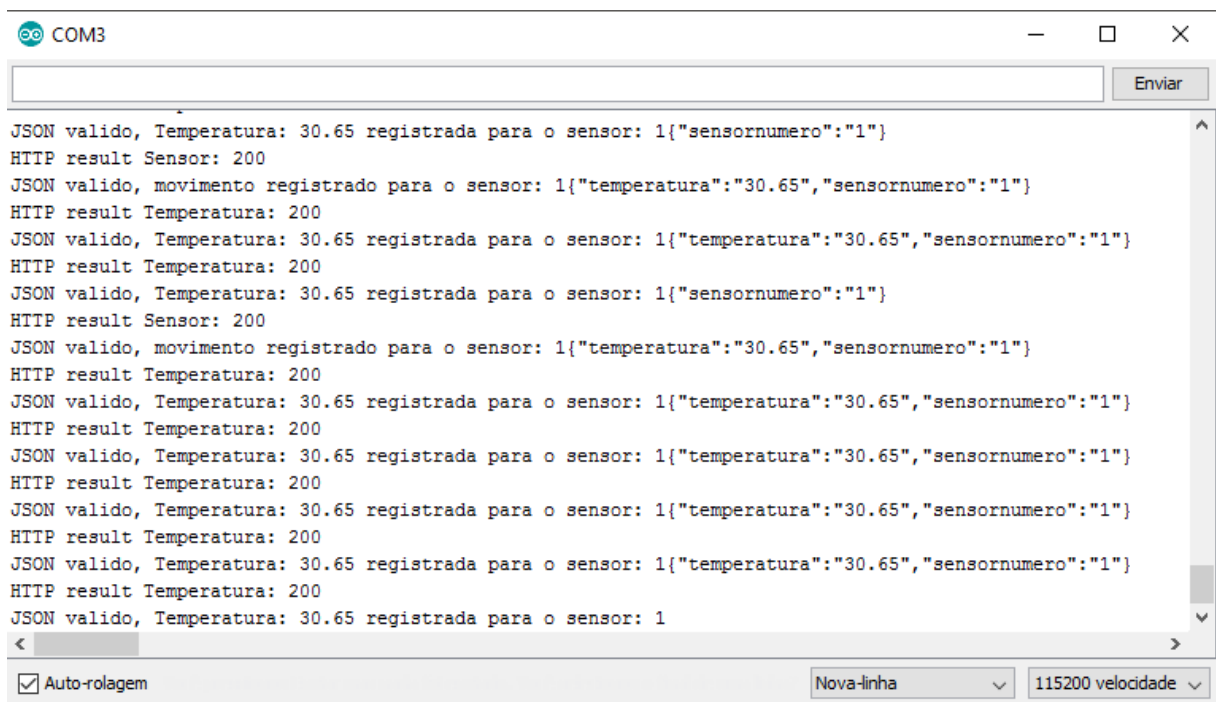 COM3
Enviar
JSON valido, Temperatura: 30.65 registrada para o sensor: 1{"sensornumero":"1"}
HTTP result Sensor: 200
JSON valido, movimento registrado para o sensor: 1{"temperatura":"30.65","sensornumero":"1"}
HTTP result Temperatura: 200
JSON valido, Temperatura: 30.65 registrada para o sensor: 1{"temperatura":"30.65","sensornumero":"1"}
HTTP result Temperatura: 200
JSON valido, Temperatura: 30.65 registrada para o sensor: 1{"sensornumero":"1"}
HTTP result Sensor: 200
JSON valido, movimento registrado para o sensor: 1{"temperatura":"30.65","sensornumero":"1"}
HTTP result Temperatura: 200
JSON valido, Temperatura: 30.65 registrada para o sensor: 1{"temperatura":"30.65","sensornumero":"1"}
HTTP result Temperatura: 200
JSON valido, Temperatura: 30.65 registrada para o sensor: 1{"temperatura":"30.65","sensornumero":"1"}
HTTP result Temperatura: 200
JSON valido, Temperatura: 30.65 registrada para o sensor: 1{"temperatura":"30.65","sensornumero":"1"}
HTTP result Temperatura: 200
JSON valido, Temperatura: 30.65 registrada para o sensor: 1{"temperatura":"30.65","sensornumero":"1"}
HTTP result Temperatura: 200
JSON valido, Temperatura: 30.65 registrada para o sensor: 1
Auto-rolagem Nova-linha 115200 velocidade